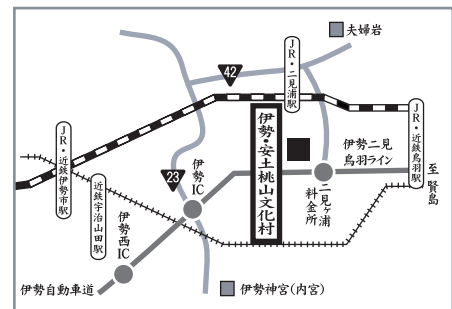 夫婦岩
42
JR・二見浦駅
JR・近鉄伊勢市駅
近鉄宇治山田駅
23
伊勢IC
伊勢西IC
伊勢・安土桃山文化村
伊勢二見
鳥羽ライン
二見ヶ浦
料金所
JR・近鉄鳥羽駅
至 賢島
伊勢自動車道
伊勢神宮(内宮)